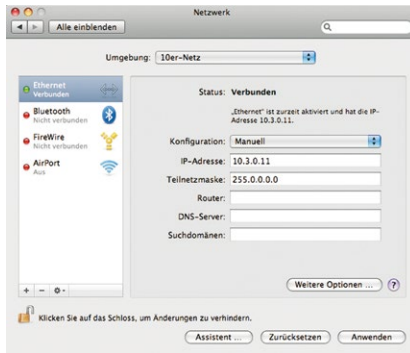 Netzwerk
Alle einblenden
Umgebung: 10er-Netz
Ethernet
Verbunden
Bluetooth
Nicht verbunden
FireWire
Nicht verbunden
AirPort
Aus
Status: Verbunden
„Ethernet“ ist zurzeit aktiviert und hat die IP-
Adresse 10.3.0.11.
Konfiguration: Manuell
IP-Adresse: 10.3.0.11
Teilnetzmaske: 255.0.0.0.0
Router:
DNS-Server:
Suchdomänen:
Weitere Optionen ... ?
+ −
Klicken Sie auf das Schloss, um Änderungen zu verhindern.
Assistent ... Zurücksetzen Anwenden